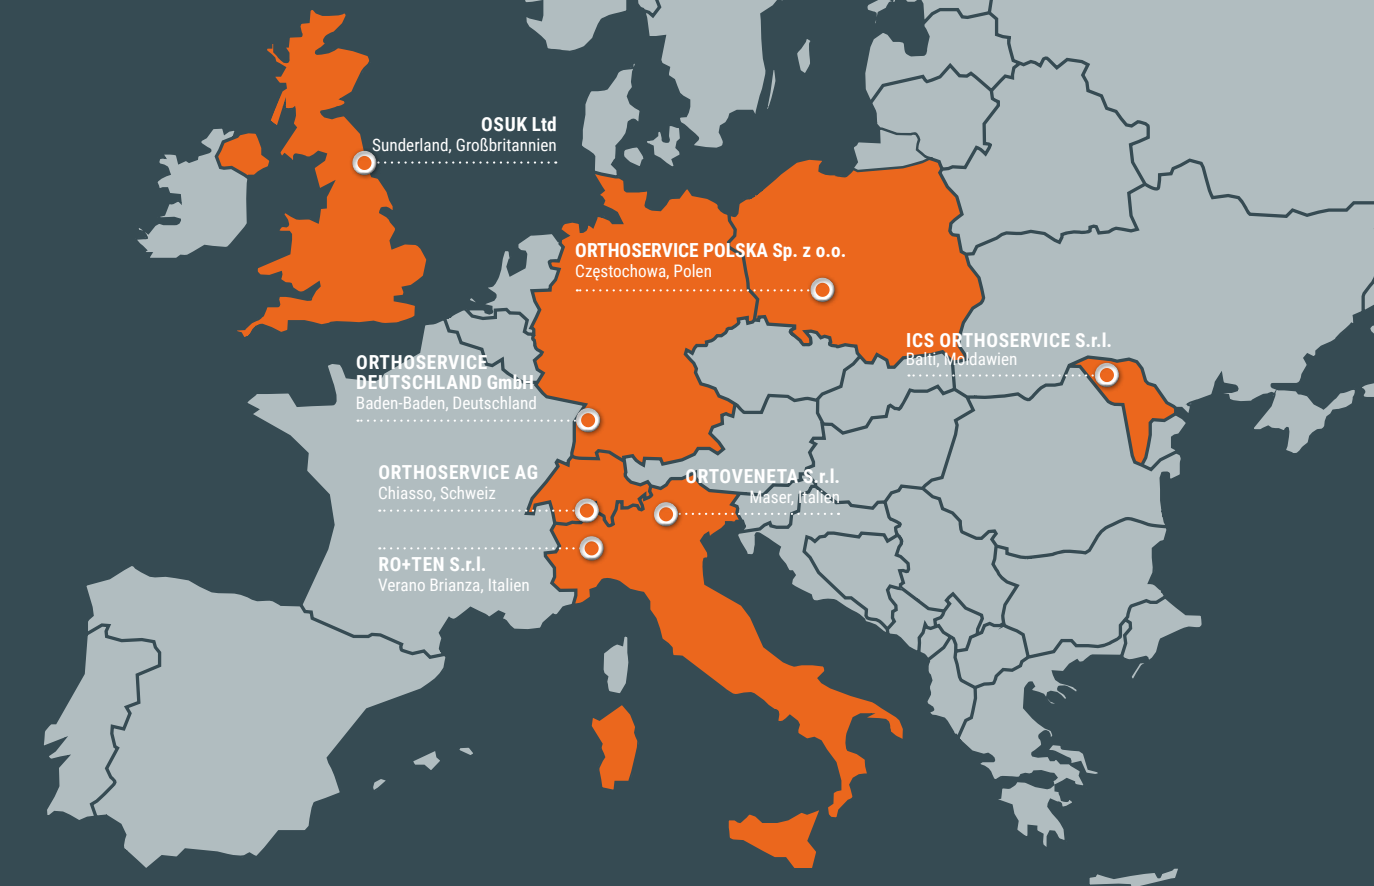 OSUK Ltd
Sunderland, Großbritannien
ORTHOSERVICE POLSKA Sp. z o.o.
Częstochowa, Polen
ICS ORTHOSERVICE S.r.l.
Balti, Moldawien
ORTHOSERVICE
DEUTSCHLAND GmbH
Baden-Baden, Deutschland
ORTHOSERVICE AG
Chiasso, Schweiz
ORTOVENETA S.r.l.
Maser, Italien
RO+TEN S.r.l.
Verano Brianza, Italien